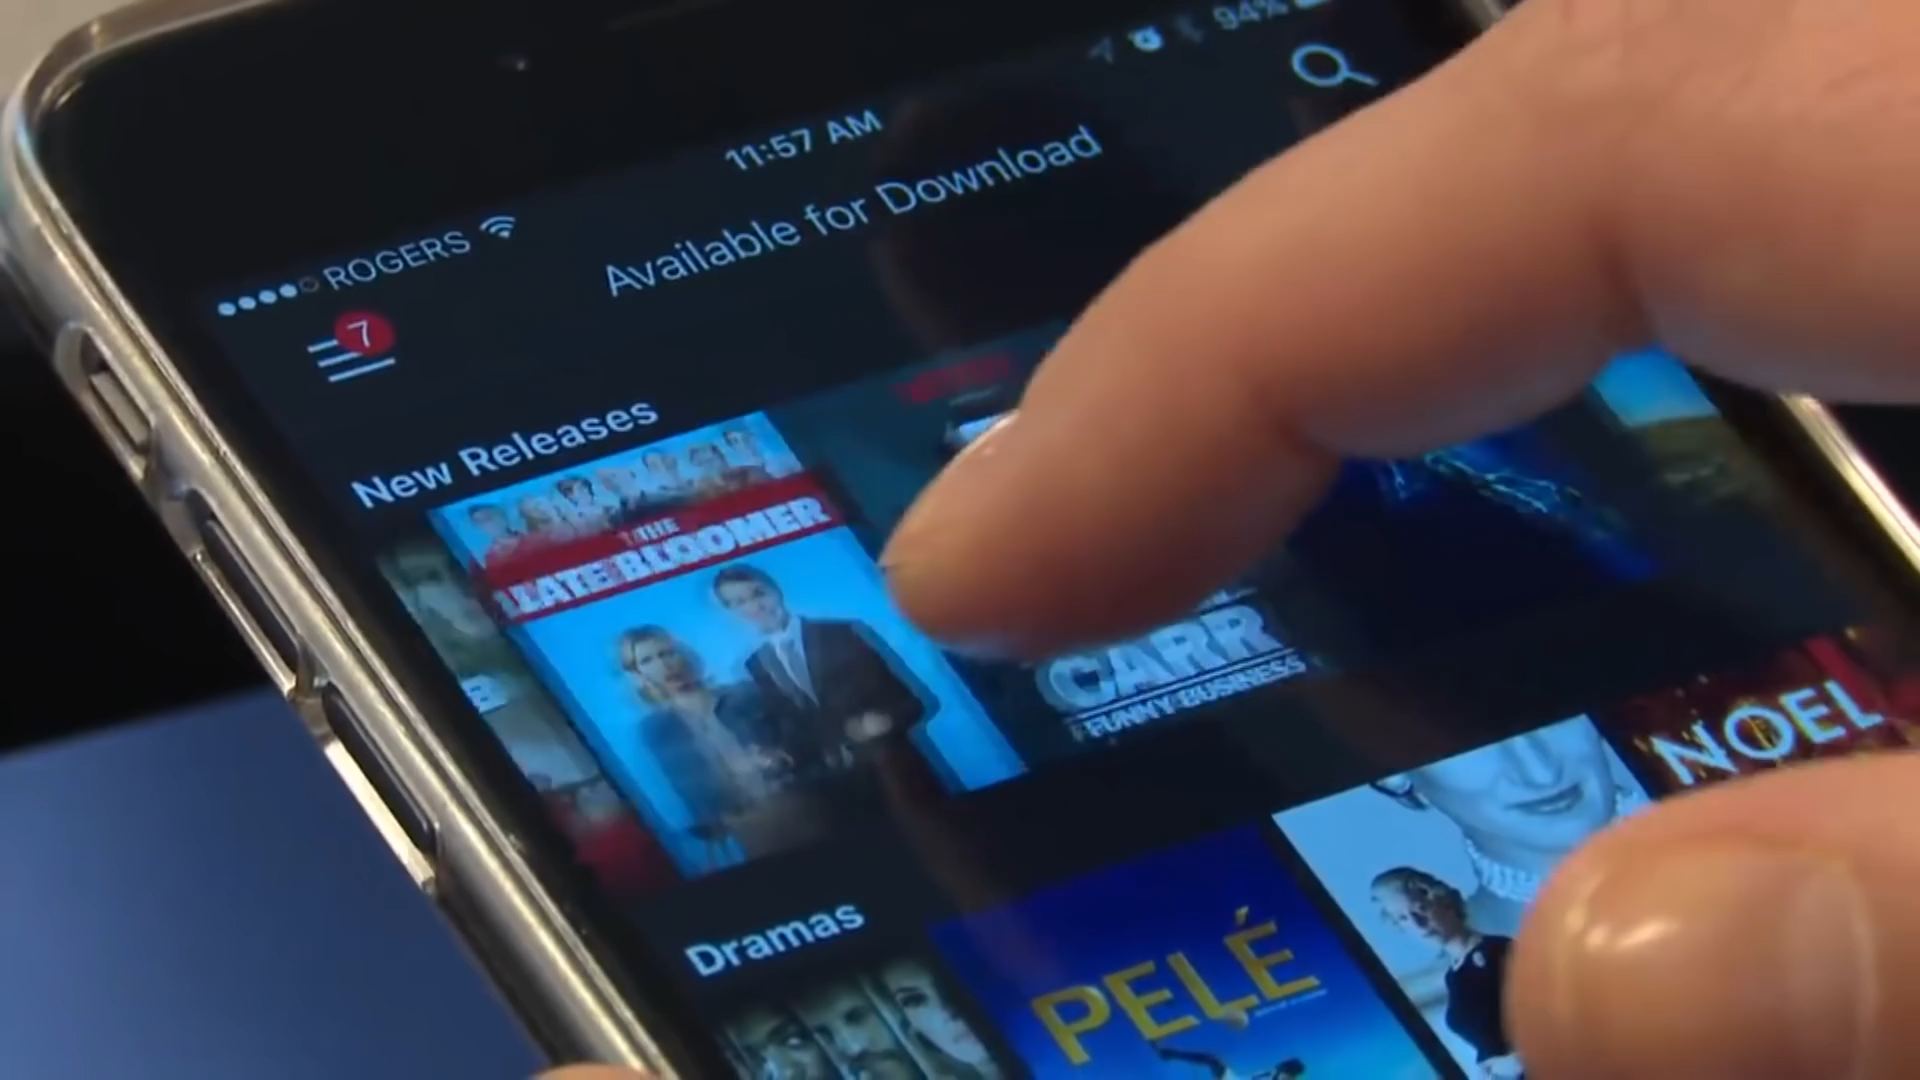 94%
11:57 AM
ROGERS
Available for Download
7
New Releases
THE
LATE BLOOMER
CARR
FUNNY BUSINESS
NOEL
Dramas
PELÉ